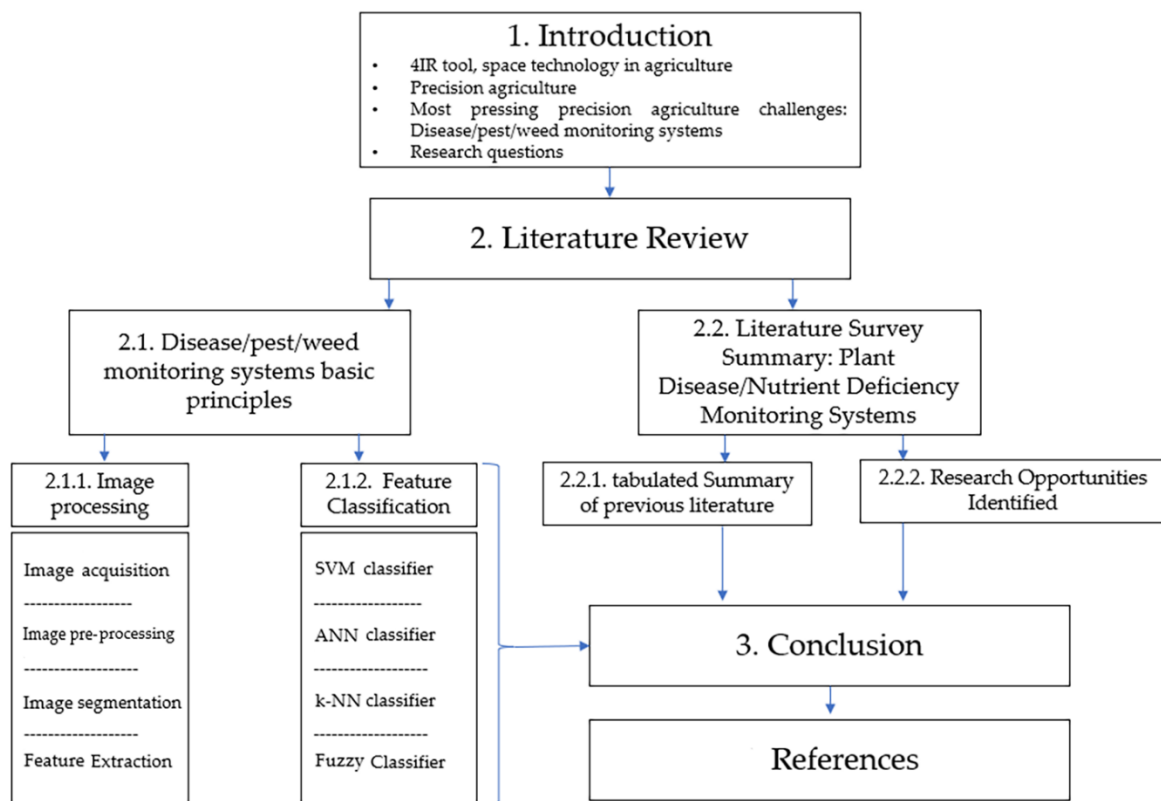 1. Introduction
• 4IR tool, space technology in agriculture
• Precision agriculture
• Most pressing precision agriculture challenges:
Disease/pest/weed monitoring systems
• Research questions
2. Literature Review
2.1. Disease/pest/weed
monitoring systems basic
principles
2.2. Literature Survey
Summary: Plant
Disease/Nutrient Deficiency
Monitoring Systems
2.1.1. Image
processing
2.1.2. Feature
Classification
2.2.1. tabulated Summary
of previous literature
2.2.2. Research Opportunities
Identified
Image acquisition
-------------------
Image pre-processing
-------------------
Image segmentation
-------------------
Feature Extraction
SVM classifier
-------------------
ANN classifier
-------------------
k-NN classifier
-------------------
Fuzzy Classifier
3. Conclusion
References